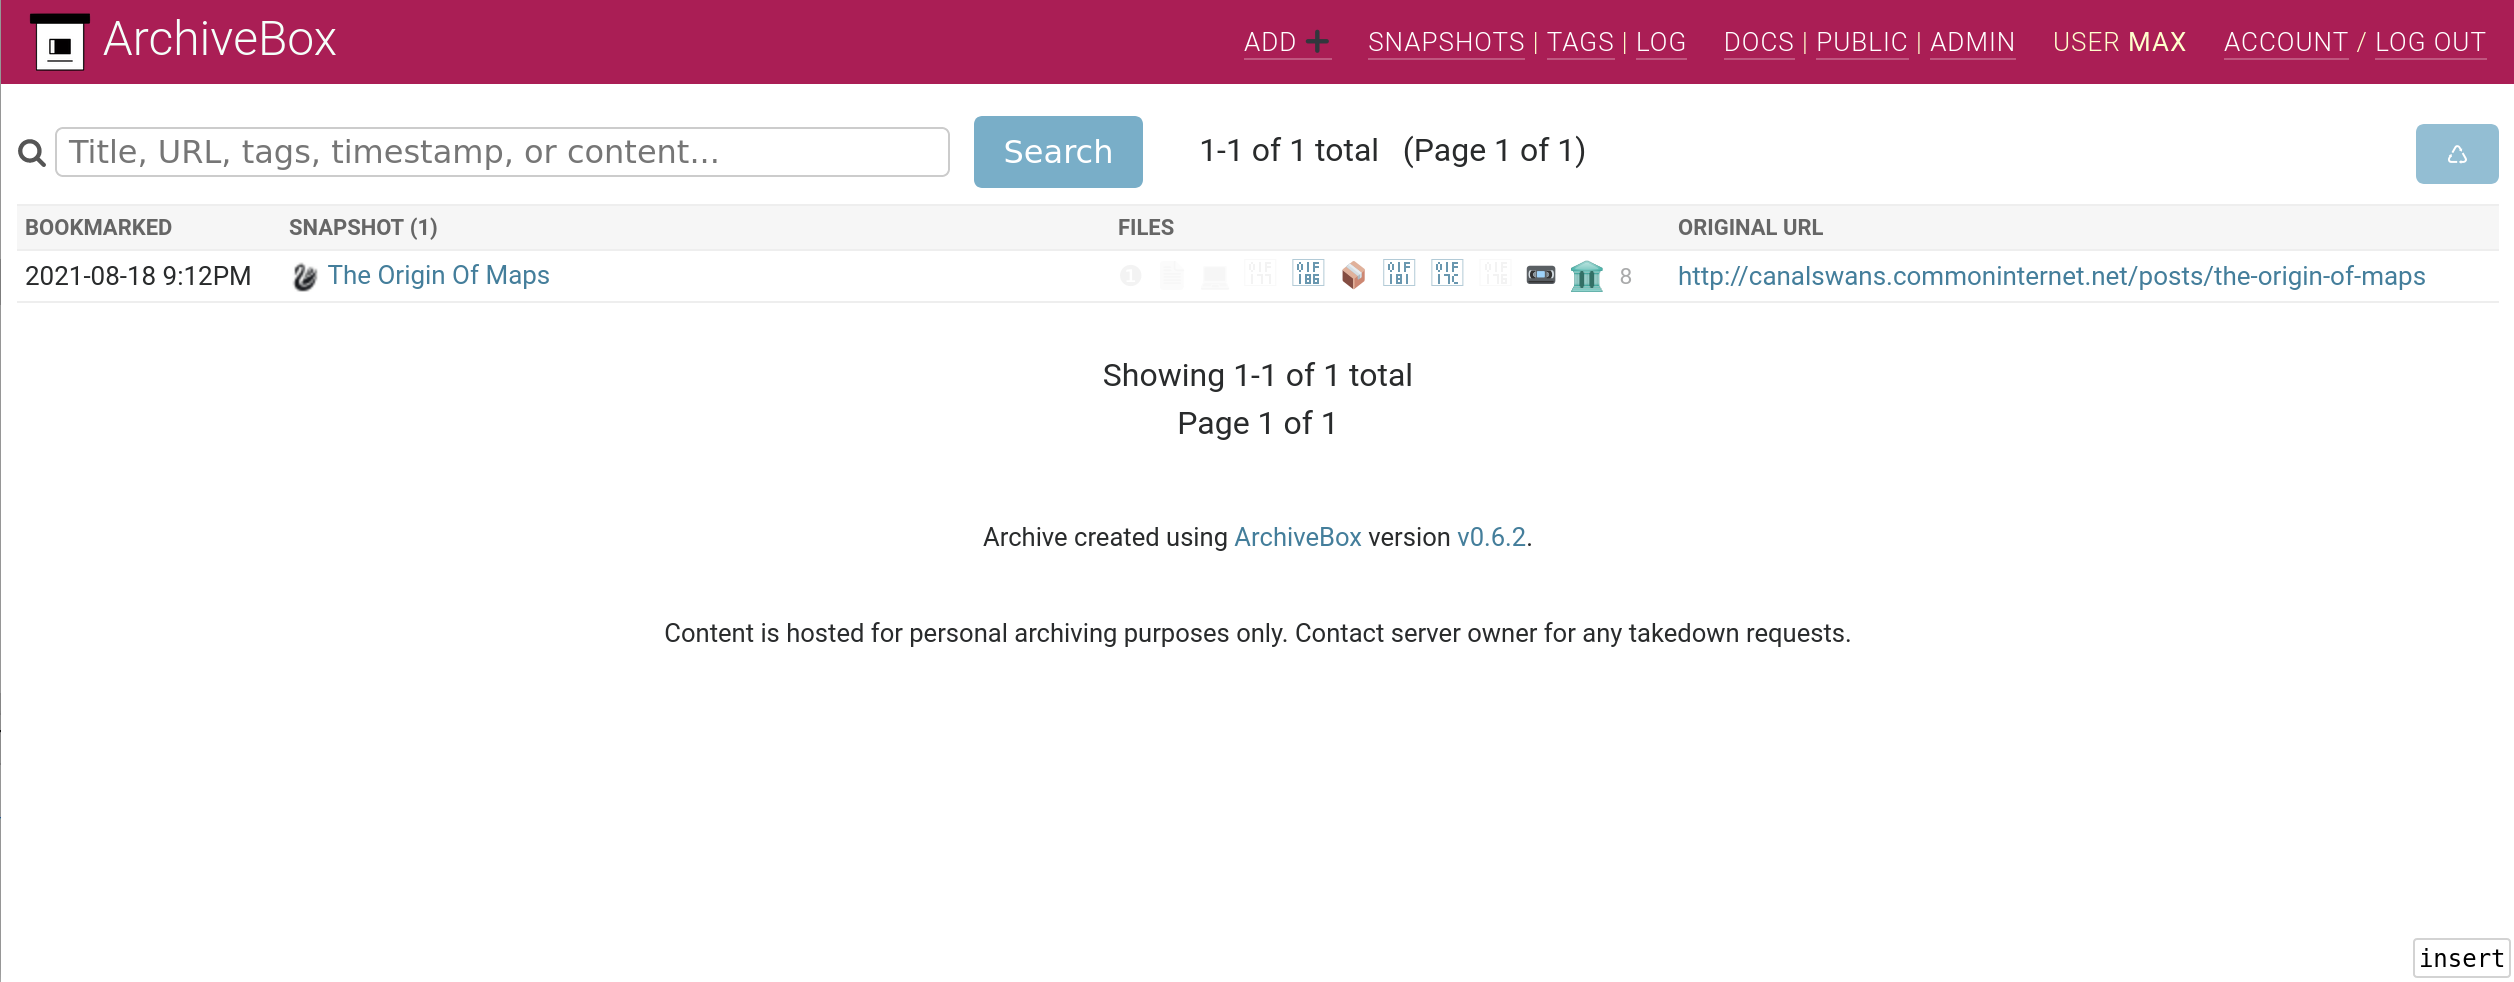 ArchiveBox
ADD + SNAPSHOTS | TAGS | LOG DOCS | PUBLIC | ADMIN USER MAX ACCOUNT / LOG OUT
Title, URL, tags, timestamp, or content...
Search
1-1 of 1 total (Page 1 of 1)
BOOKMARKED SNAPSHOT (1) FILES ORIGINAL URL
2021-08-18 9:12PM The Origin Of Maps 8 http://canalswans.commoninternet.net/posts/the-origin-of-maps
Showing 1-1 of 1 total
Page 1 of 1
Archive created using ArchiveBox version v0.6.2.
Content is hosted for personal archiving purposes only. Contact server owner for any takedown requests.
insert